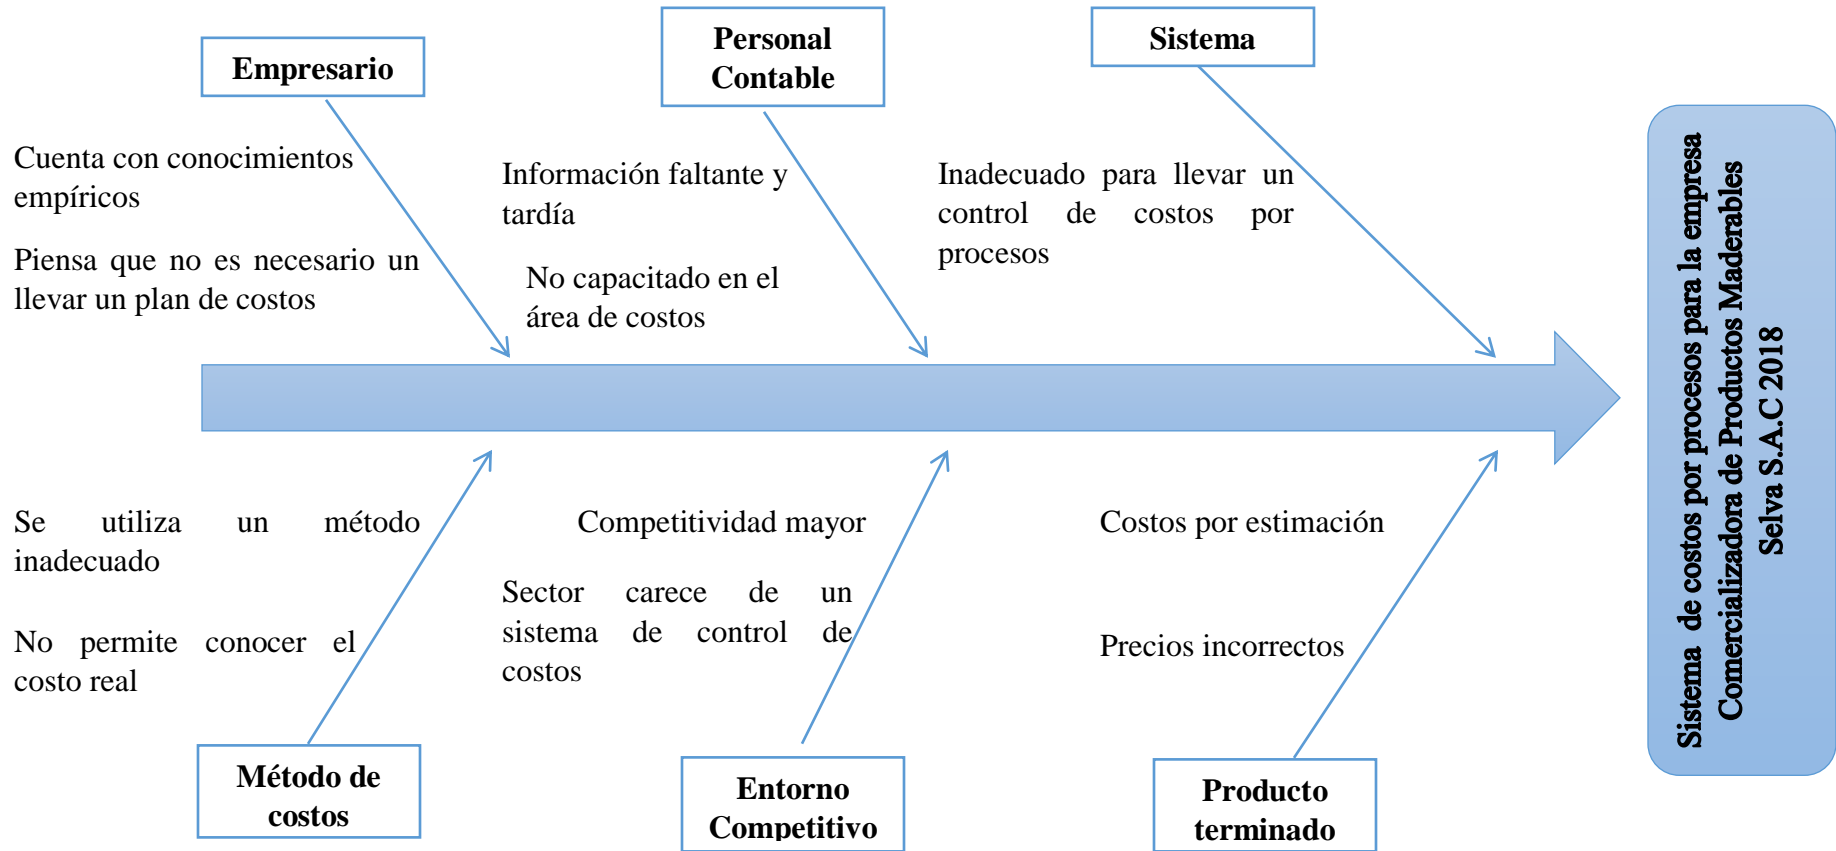 Empresario
Personal
Contable
Sistema
Cuenta con conocimientos
empíricos
Piensa que no es necesario un
llevar un plan de costos
Información faltante y
tardía
No capacitado en el
área de costos
Inadecuado para llevar un
control de costos por
procesos
Se utiliza un método
inadecuado
No permite conocer el
costo real
Competitividad mayor
Sector carece de un
sistema de control de
costos
Costos por estimación
Precios incorrectos
Método de
costos
Entorno
Competitivo
Producto
terminado
Sistema de costos por procesos para la empresa
Comercializadora de Productos Maderables
Selva S.A.C 2018